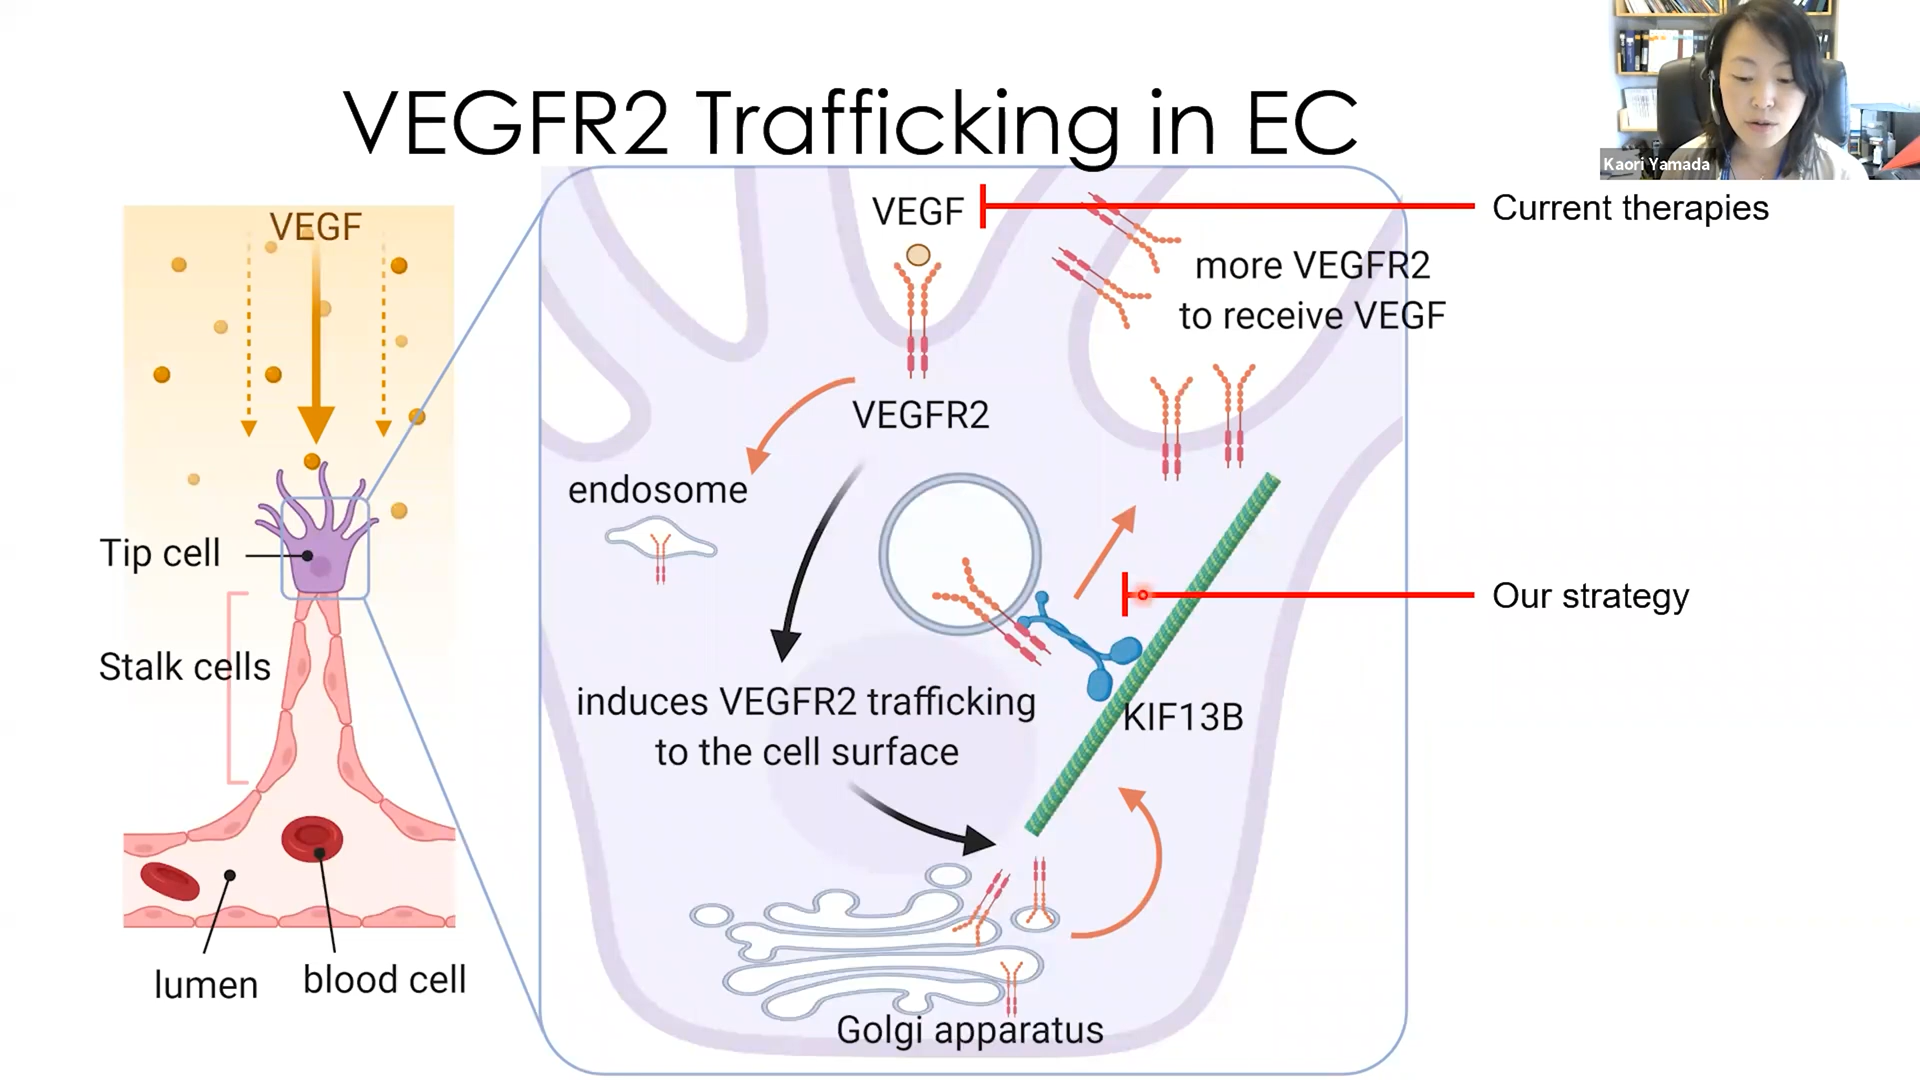 VEGFR2 Trafficking in EC
Kaori Yamada
VEGF
Tip cell
Stalk cells
lumen
blood cell
VEGF
Current therapies
more VEGFR2
to receive VEGF
VEGFR2
endosome
Our strategy
induces VEGFR2 trafficking
to the cell surface
KIF13B
Golgi apparatus